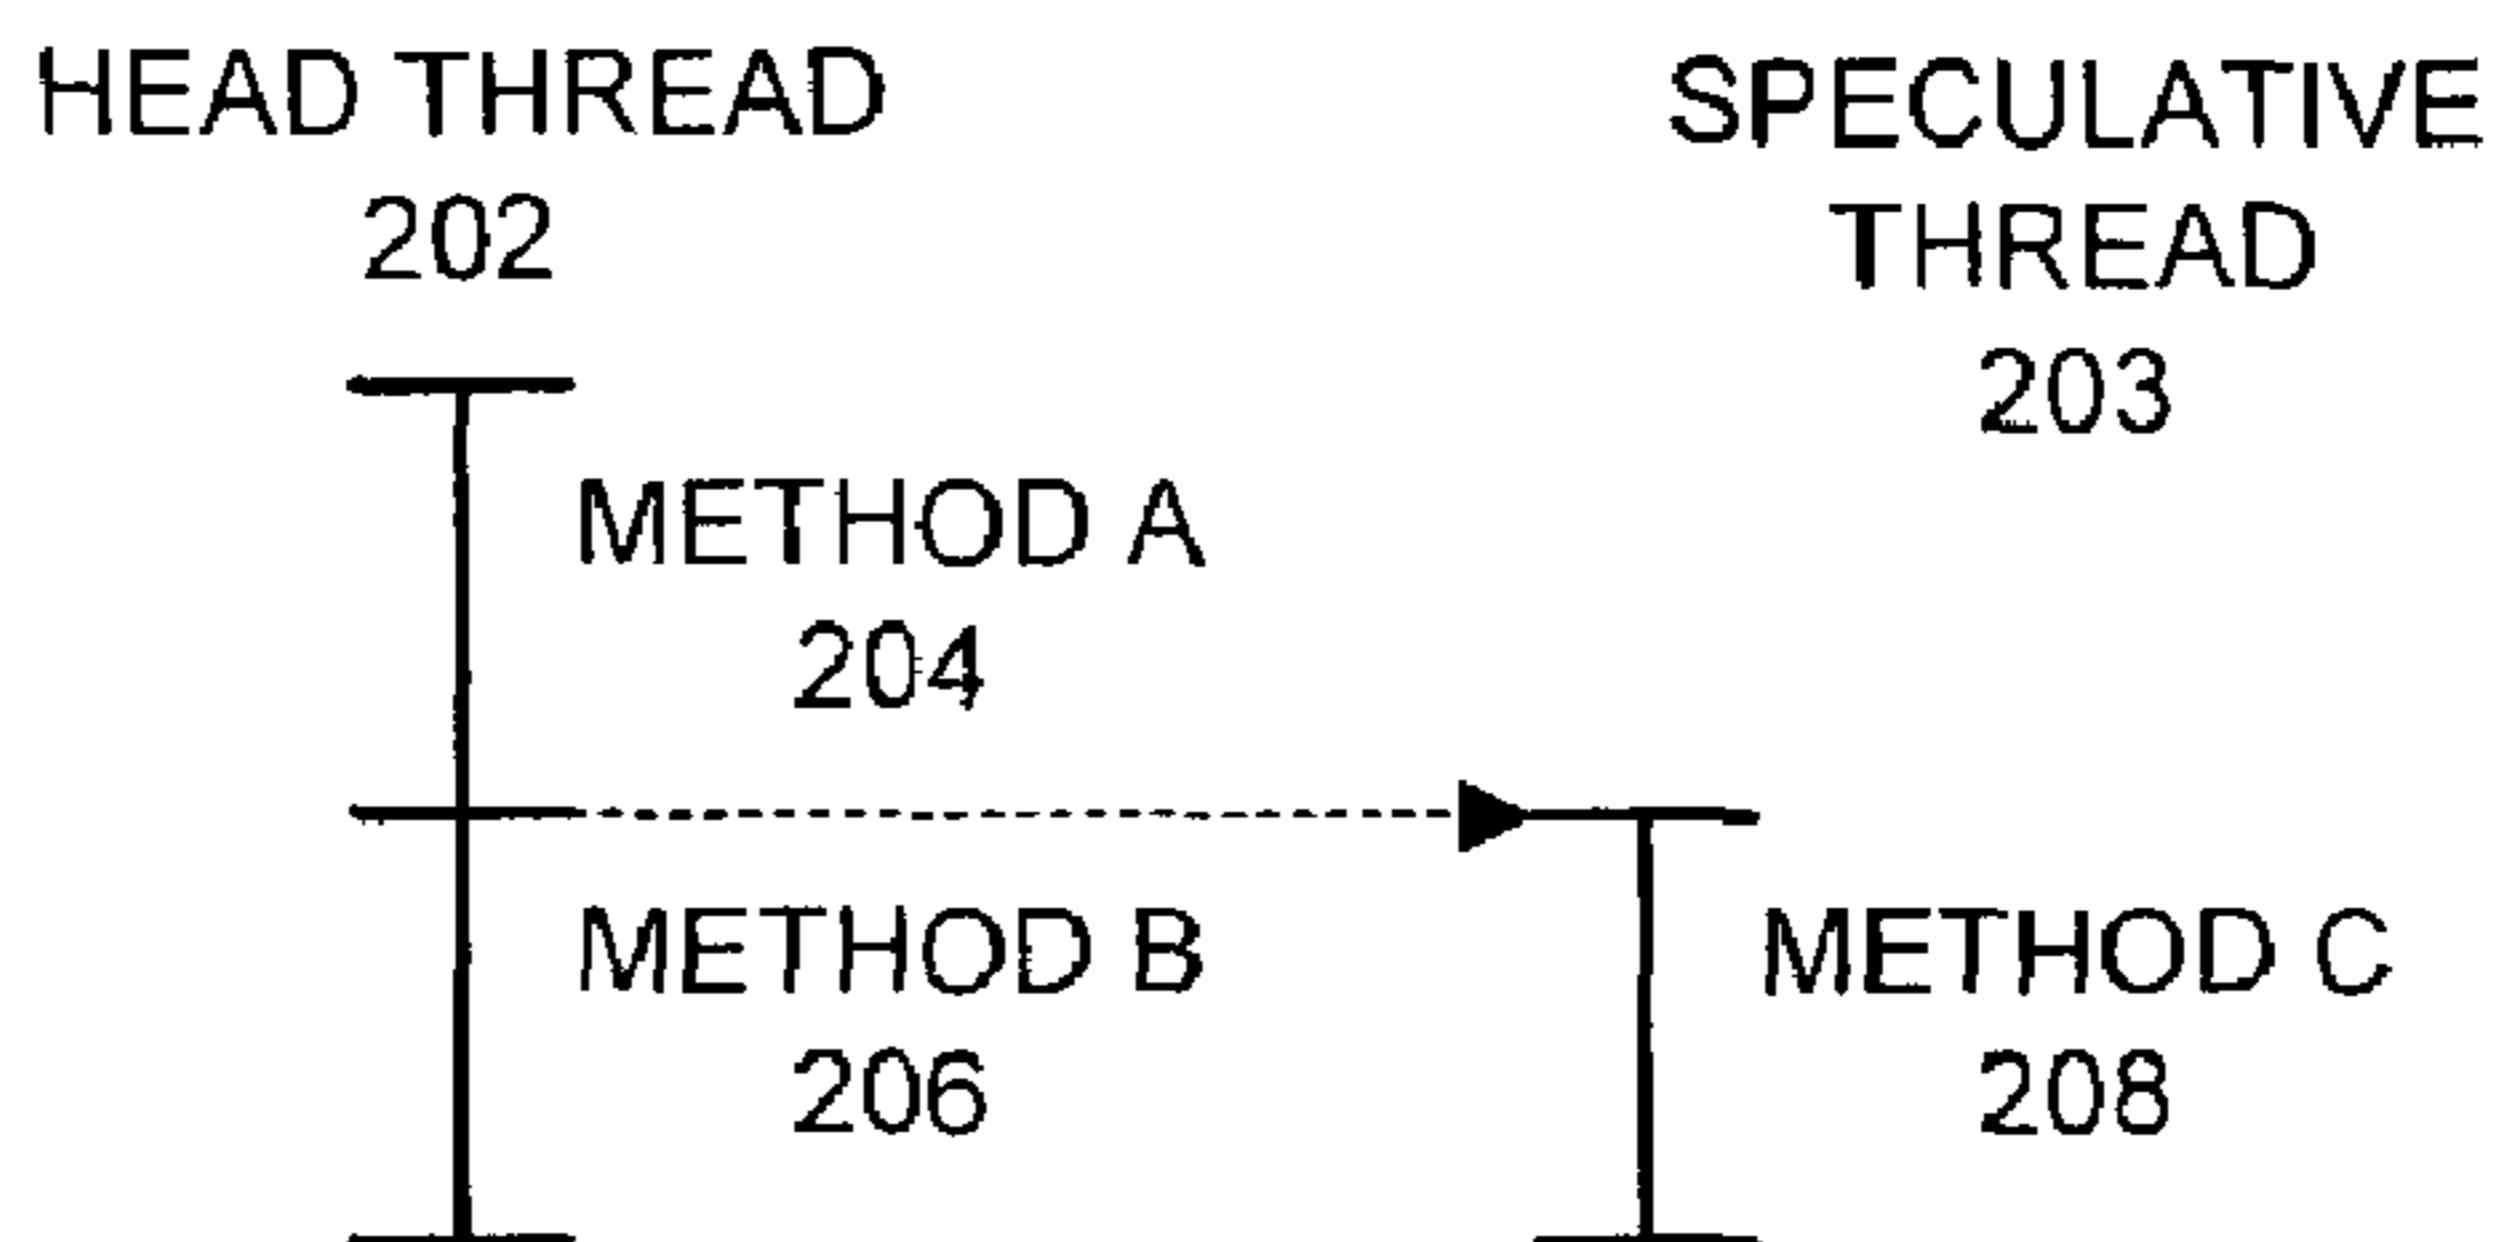 HEAD THREAD
202
SPECULATIVE
THREAD
203
METHOD A
204
METHOD B
206
METHOD C
208